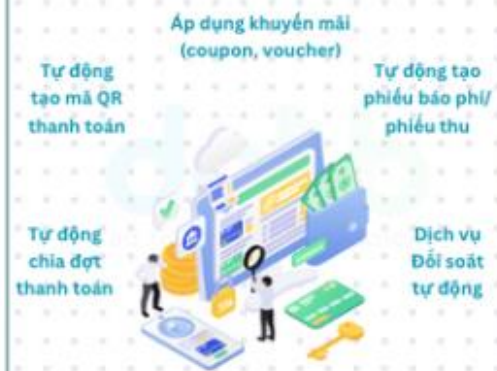 Áp dụng khuyến mãi
(coupon, voucher)
Tự động
tạo mã QR
thanh toán
Tự động tạo
phiếu báo phí/
phiếu thu
Tự động
chia đợt
thanh toán
Dịch vụ
Đối soát
tự động